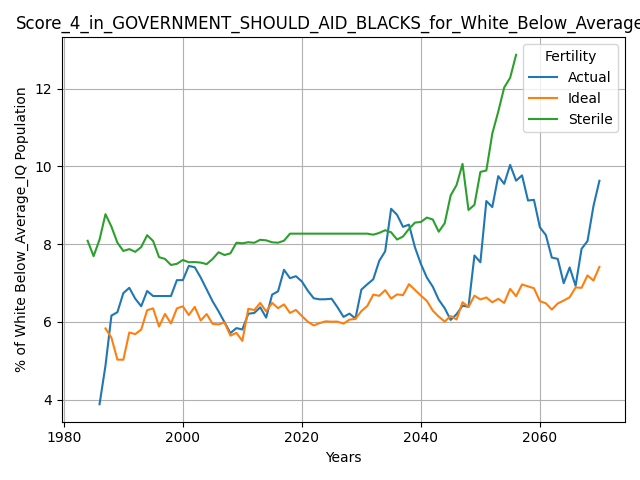 Score_4_in_GOVERNMENT_SHOULD_AID_BLACKS_for_White_Below_Average
% of White Below_Average_IQ Population
12
10
8
6
4
1980
2000
2020
2040
2060
Years
Fertility
Actual
Ideal
Sterile